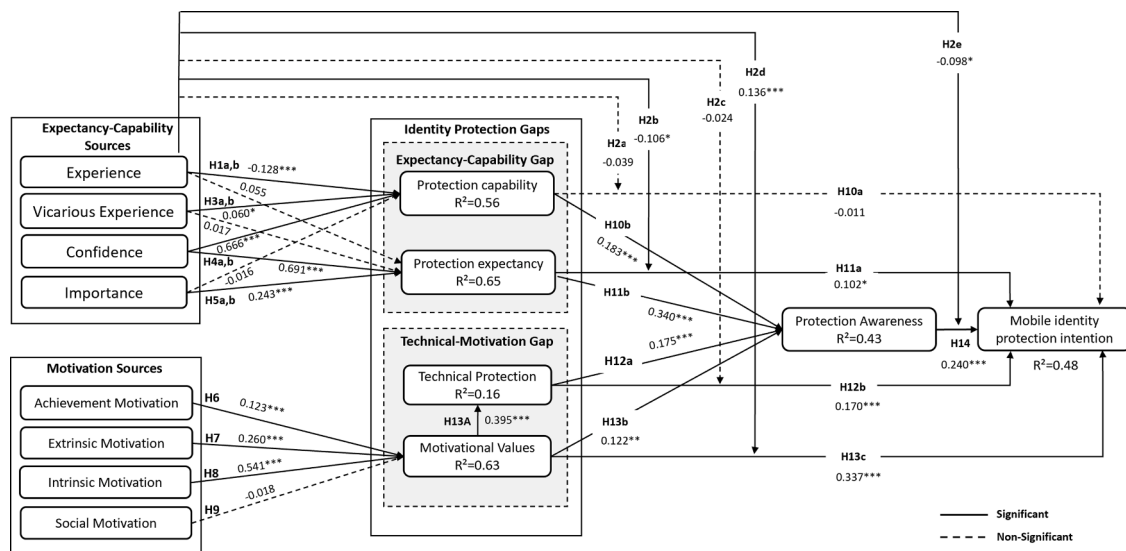 H2e
-0.098*
H2d
0.136***
H2c
-0.024
H2b
-0.106*
H2a
-0.039
Expectancy-Capability
Sources
Experience
Vicarious Experience
Confidence
Importance
H1a,b
-0.128***
0.055
H3a,b
0.060*
0.017
0.666***
H4a,b
0.691***
-0.016
H5a,b
0.243***
Identity Protection Gaps
Expectancy-Capability Gap
Protection capability
R²=0.56
Protection expectancy
R²=0.65
Technical-Motivation Gap
Technical Protection
R²=0.16
H13A
0.395***
Motivational Values
R²=0.63
Motivation Sources
Achievement Motivation
Extrinsic Motivation
Intrinsic Motivation
Social Motivation
H6
0.123***
H7
0.260***
H8
0.541***
H9
-0.018
H10a
-0.011
H10b
0.183***
H11a
0.102*
H11b
0.340***
0.175***
H12a
H12b
0.170***
H13b
0.122**
H13c
0.337***
Protection Awareness
R²=0.43
H14
0.240***
Mobile identity
protection intention
R²=0.48
Significant
Non-Significant